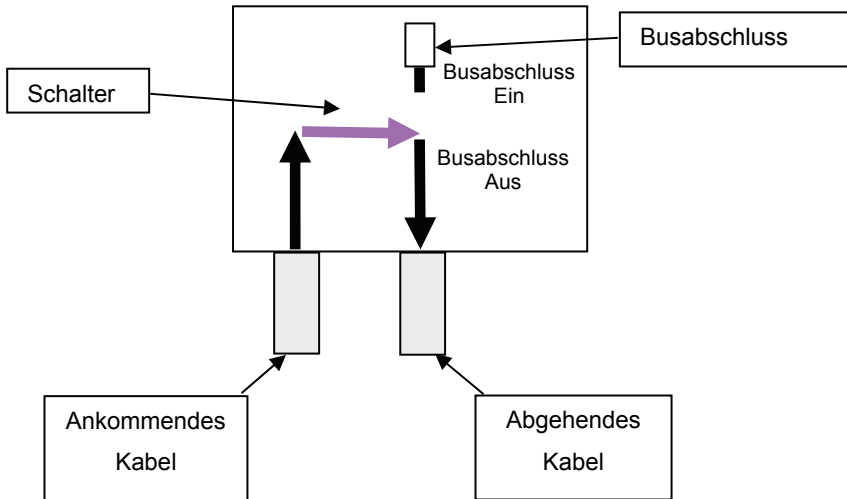 Busabschluss
Busabschluss
Ein
Schalter
Busabschluss
Aus
Ankommendes
Kabel
Abgehendes
Kabel